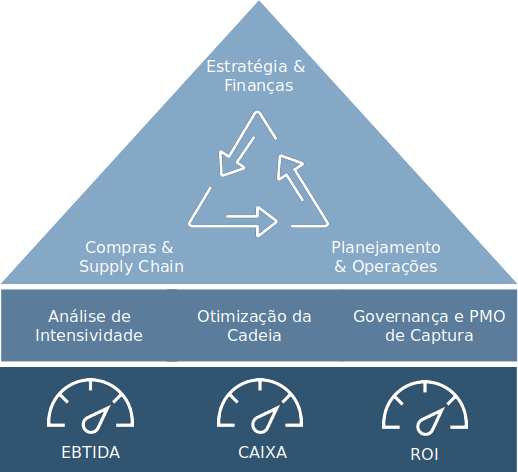 Estratégia &
Finanças
Compras &
Supply Chain
Planejamento
& Operações
Análise de
Intensividade
Otimização da
Cadeia
Governança e PMO
de Captura
EBTIDA
CAIXA
ROI